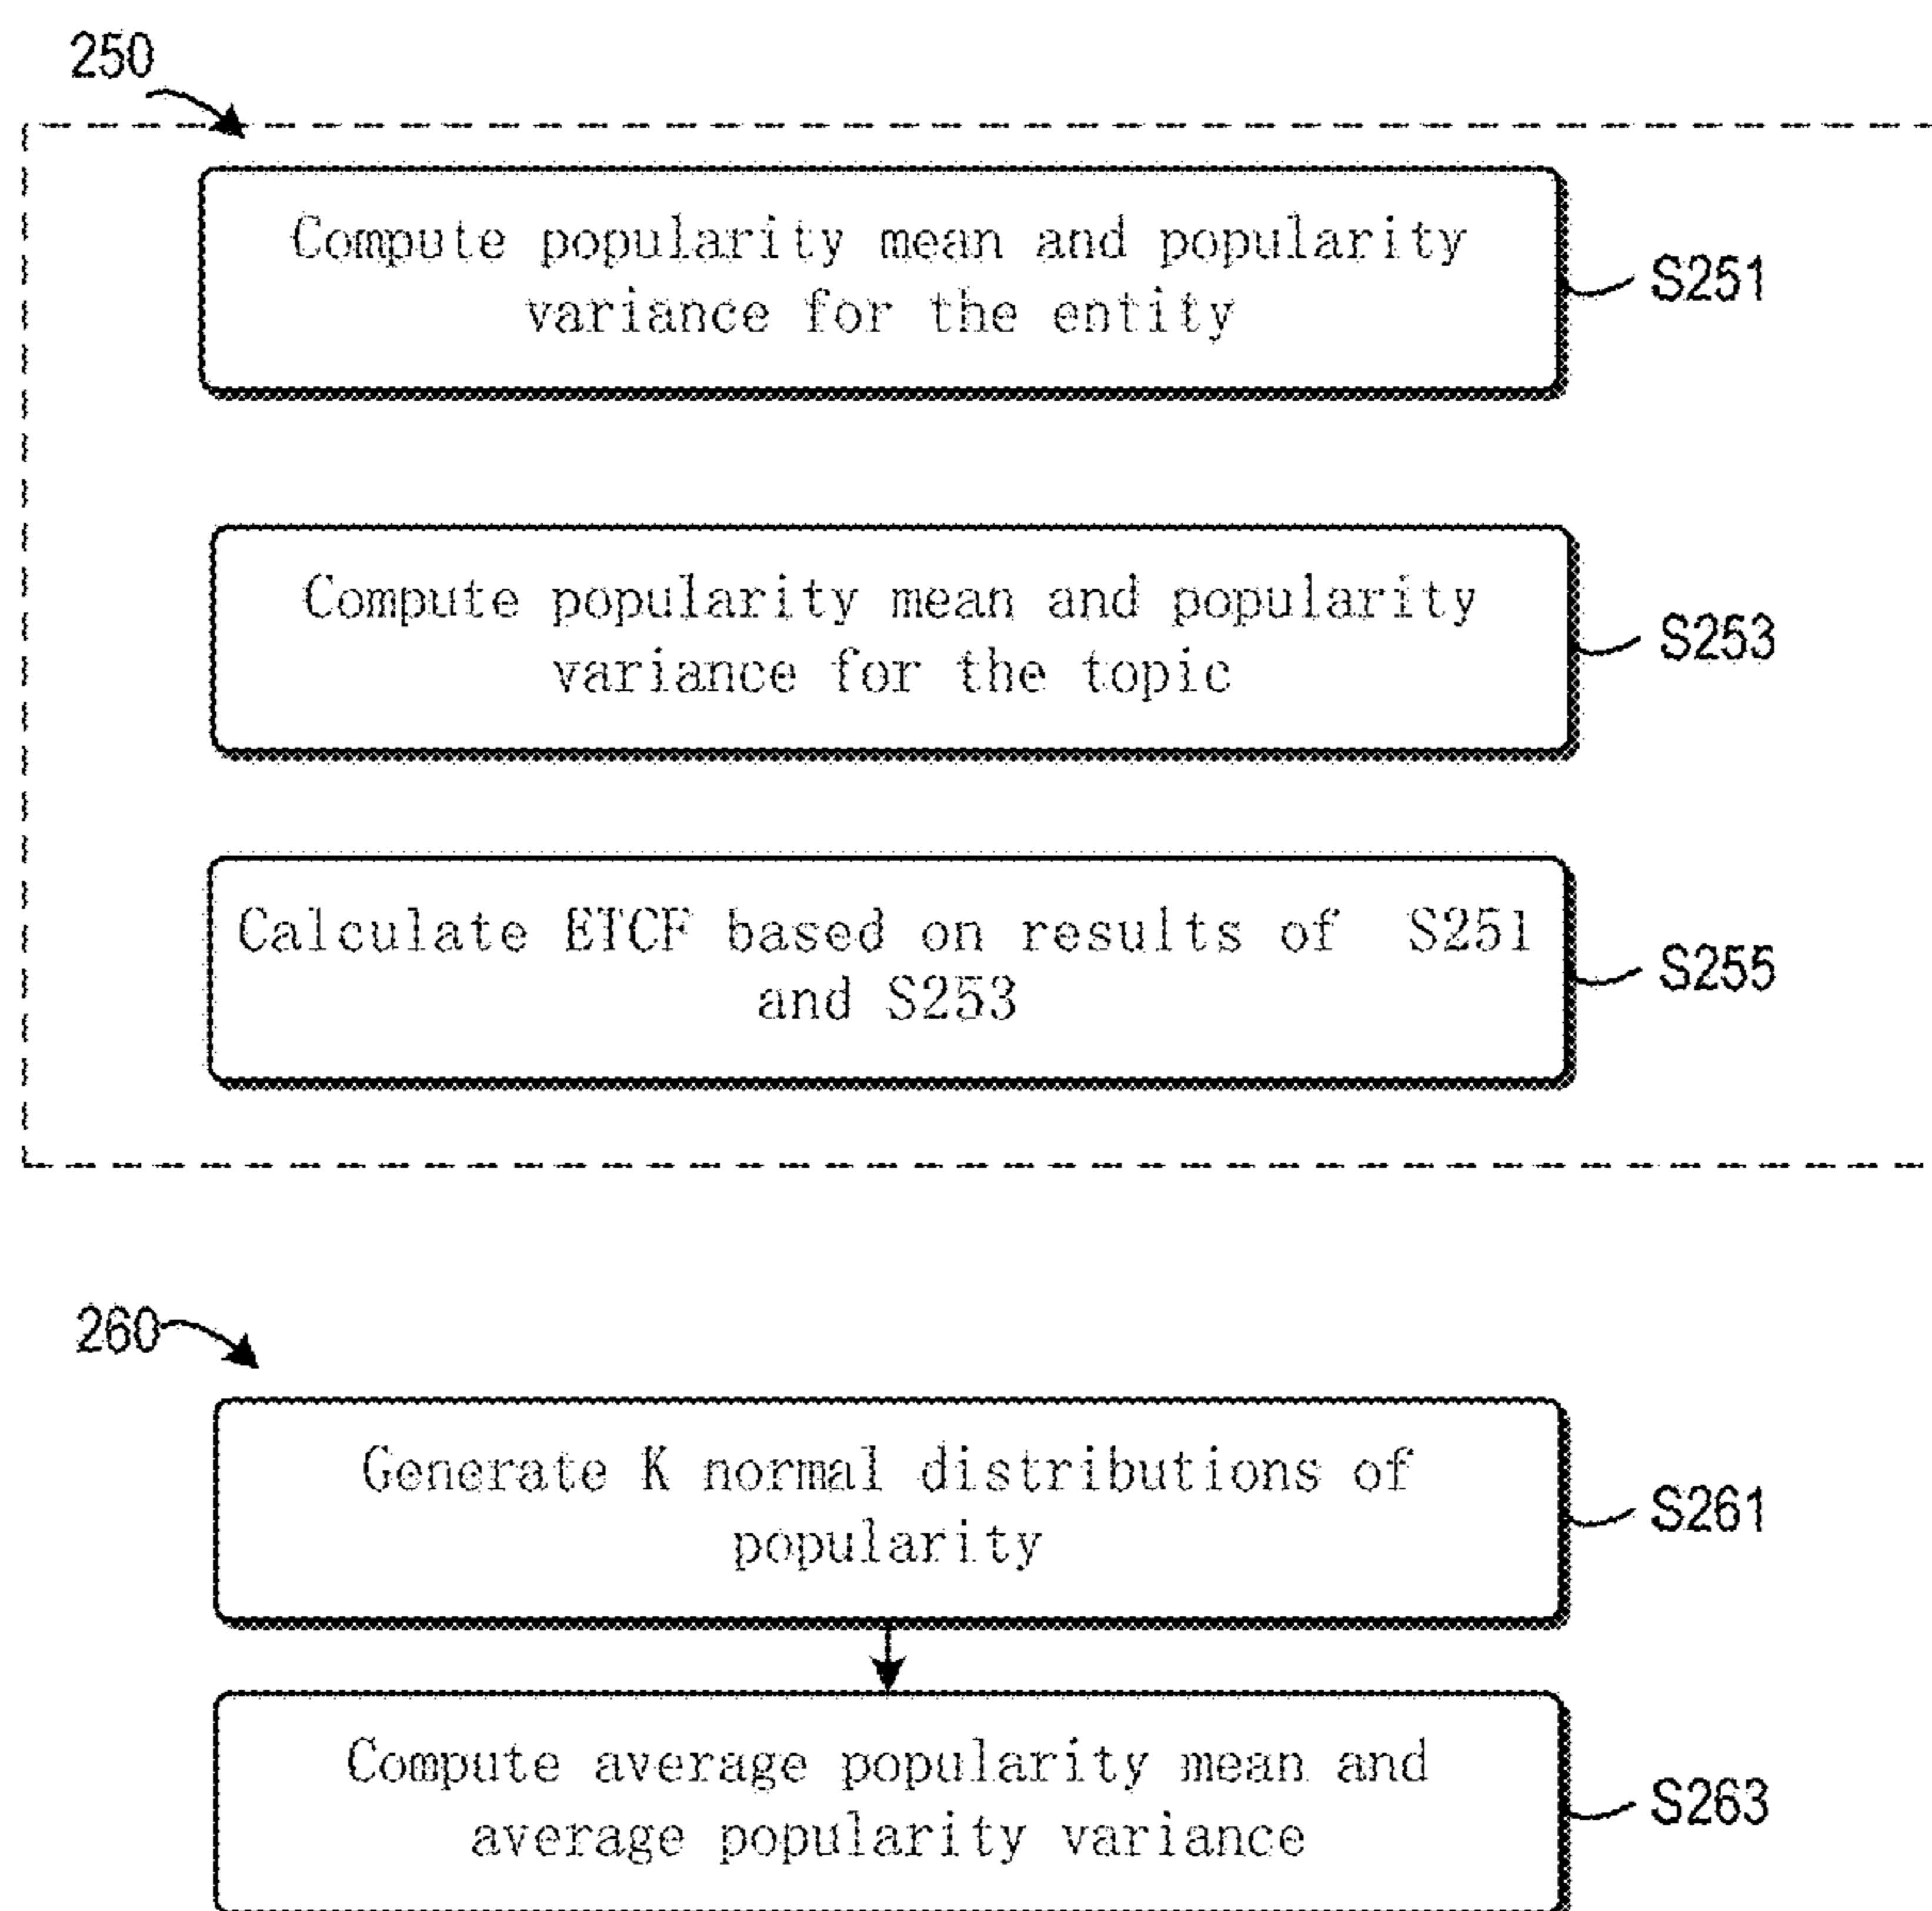 250
Compute popularity mean and popularity
variance for the entity
S251
Compute popularity mean and popularity
variance for the topic
S253
Calculate ETCF based on results of S251
and S253
S255
260
Generate K normal distributions of
popularity
S261
Compute average popularity mean and
average popularity variance
S263